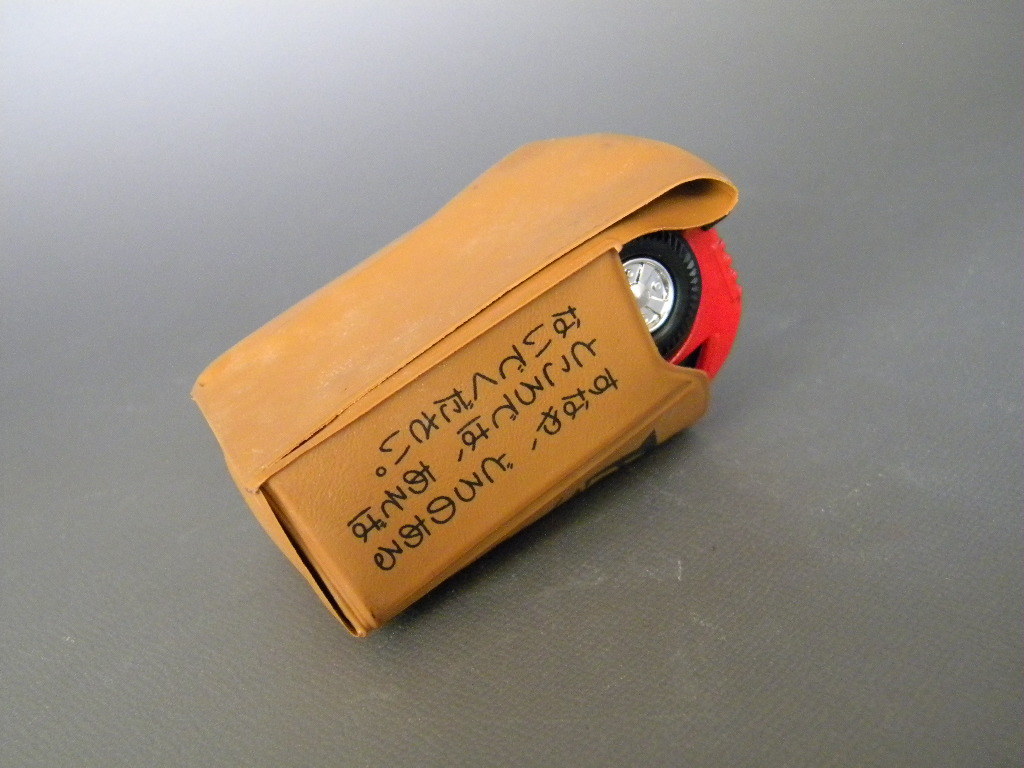 すなや、どろのある
ところでは、あそば
ないでください。